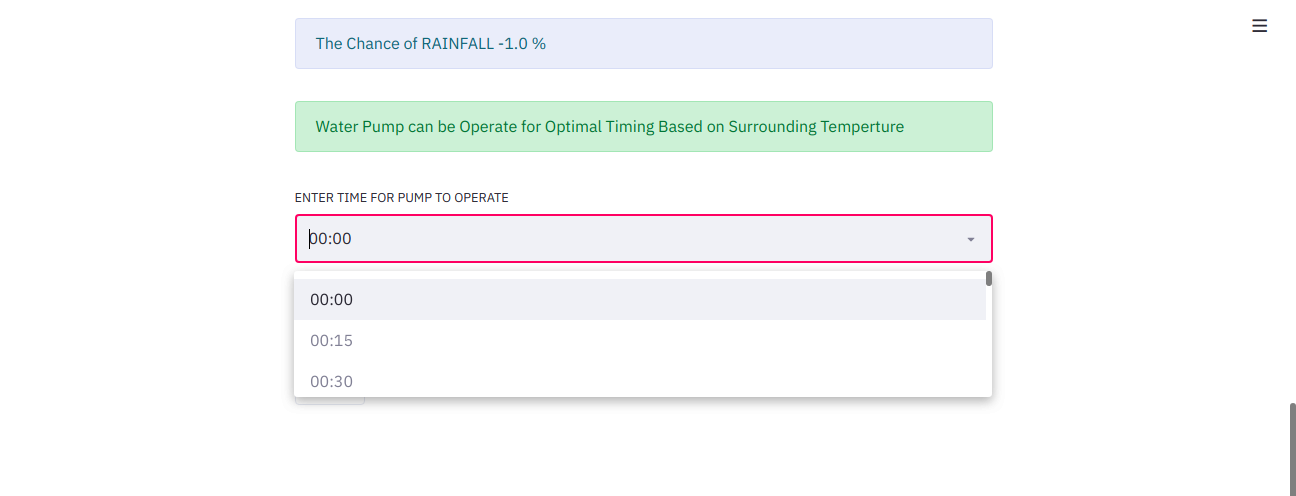 The Chance of RAINFALL -1.0 %
Water Pump can be Operate for Optimal Timing Based on Surrounding Temperture
ENTER TIME FOR PUMP TO OPERATE
00:00
00:00
00:15
00:30